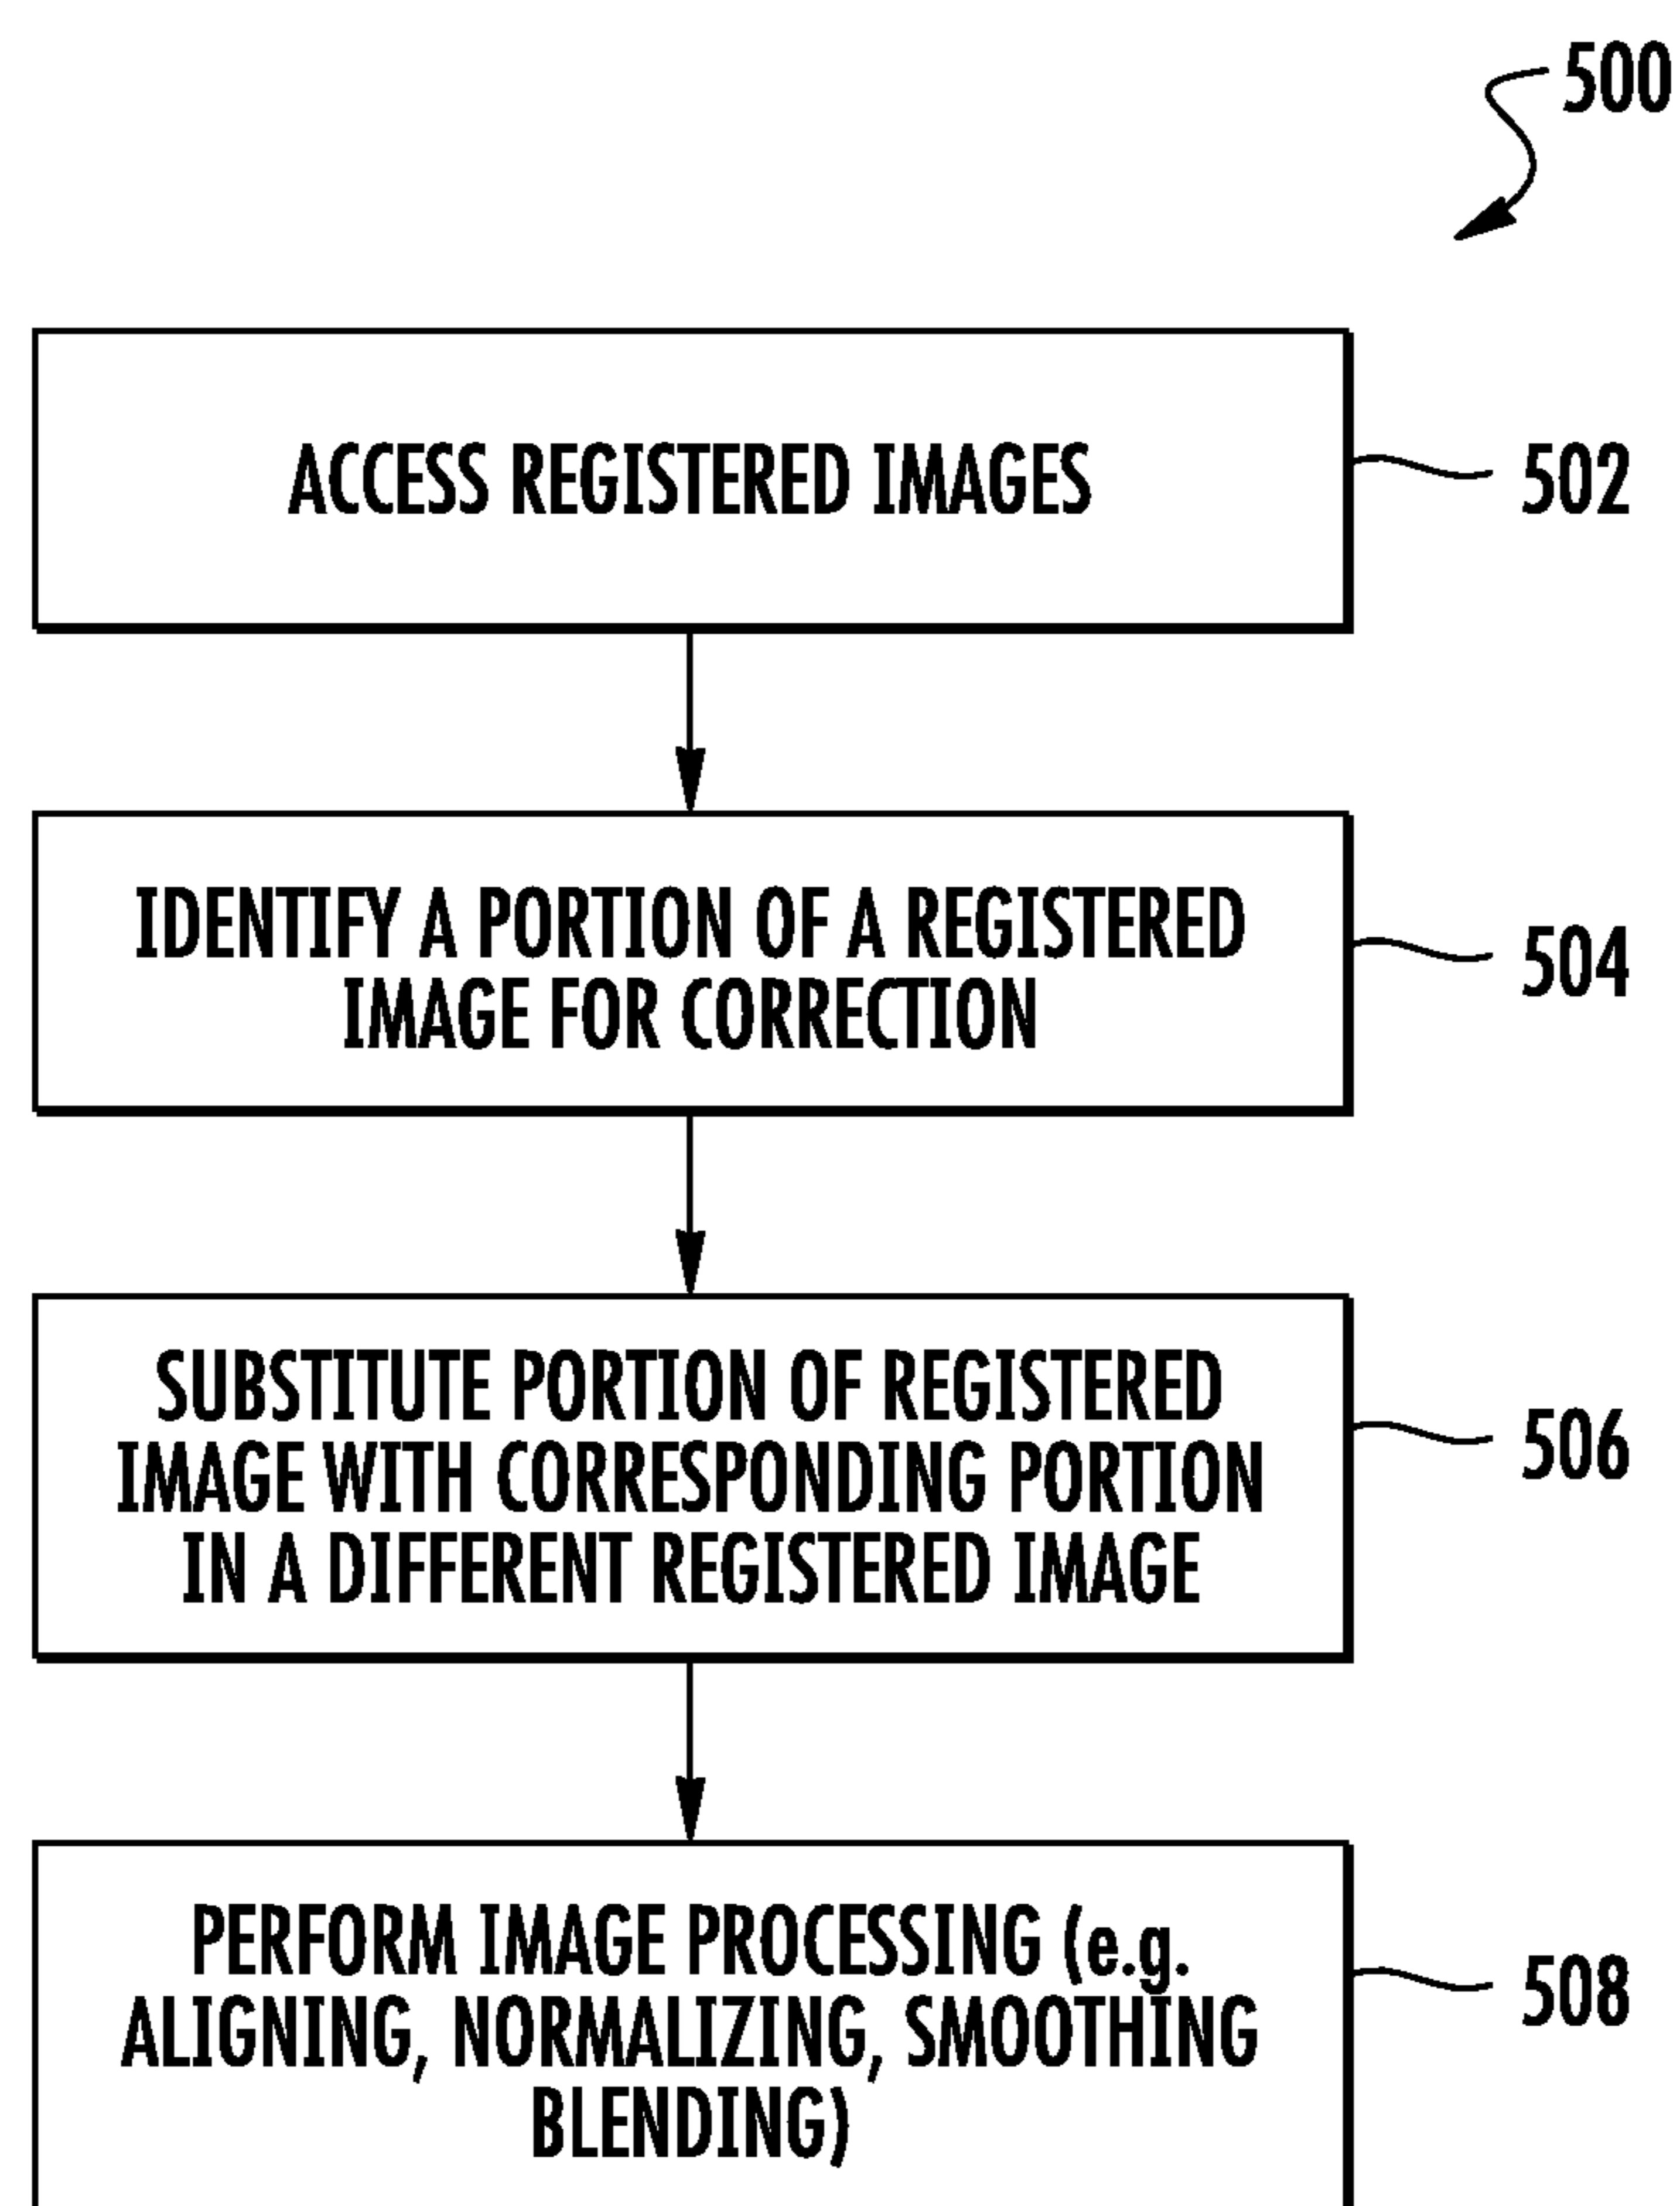 500
ACCESS REGISTERED IMAGES
502
IDENTIFY A PORTION OF A REGISTERED
IMAGE FOR CORRECTION
504
SUBSTITUTE PORTION OF REGISTERED
IMAGE WITH CORRESPONDING PORTION
IN A DIFFERENT REGISTERED IMAGE
506
PERFORM IMAGE PROCESSING (e.g.
ALIGNING, NORMALIZING, SMOOTHING
BLENDING)
508